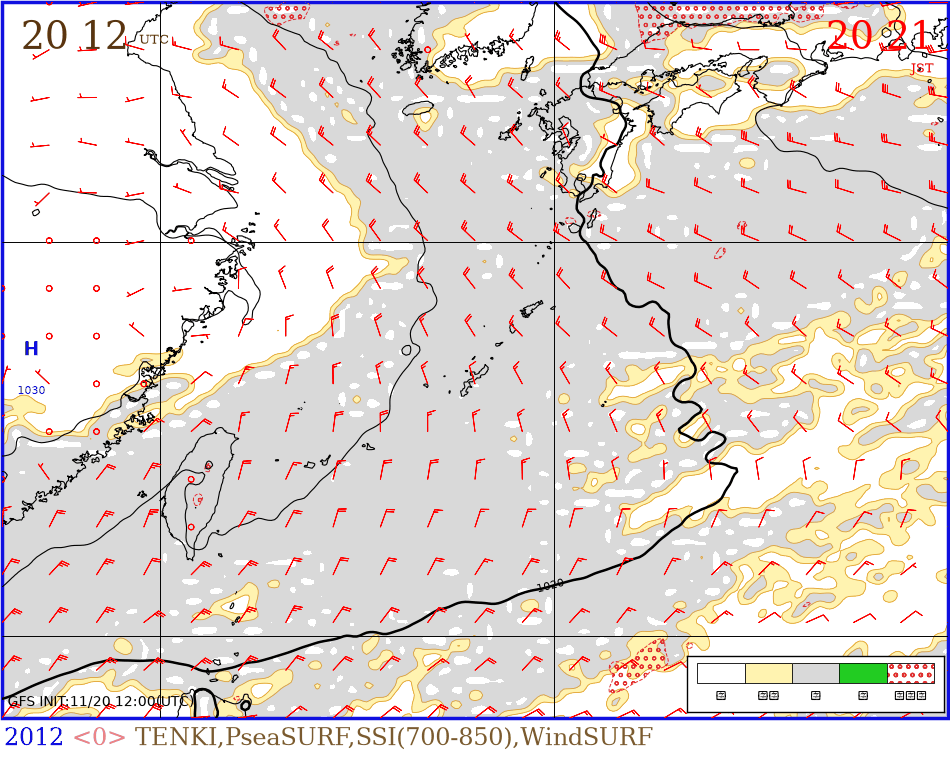 20 12 UTC
20 21
JST
H
1030
1020
GFS INIT:11/20 12:00(UTC)
2012 <0> TENKI,PseaSURF,SSI(700-850),WindSURF